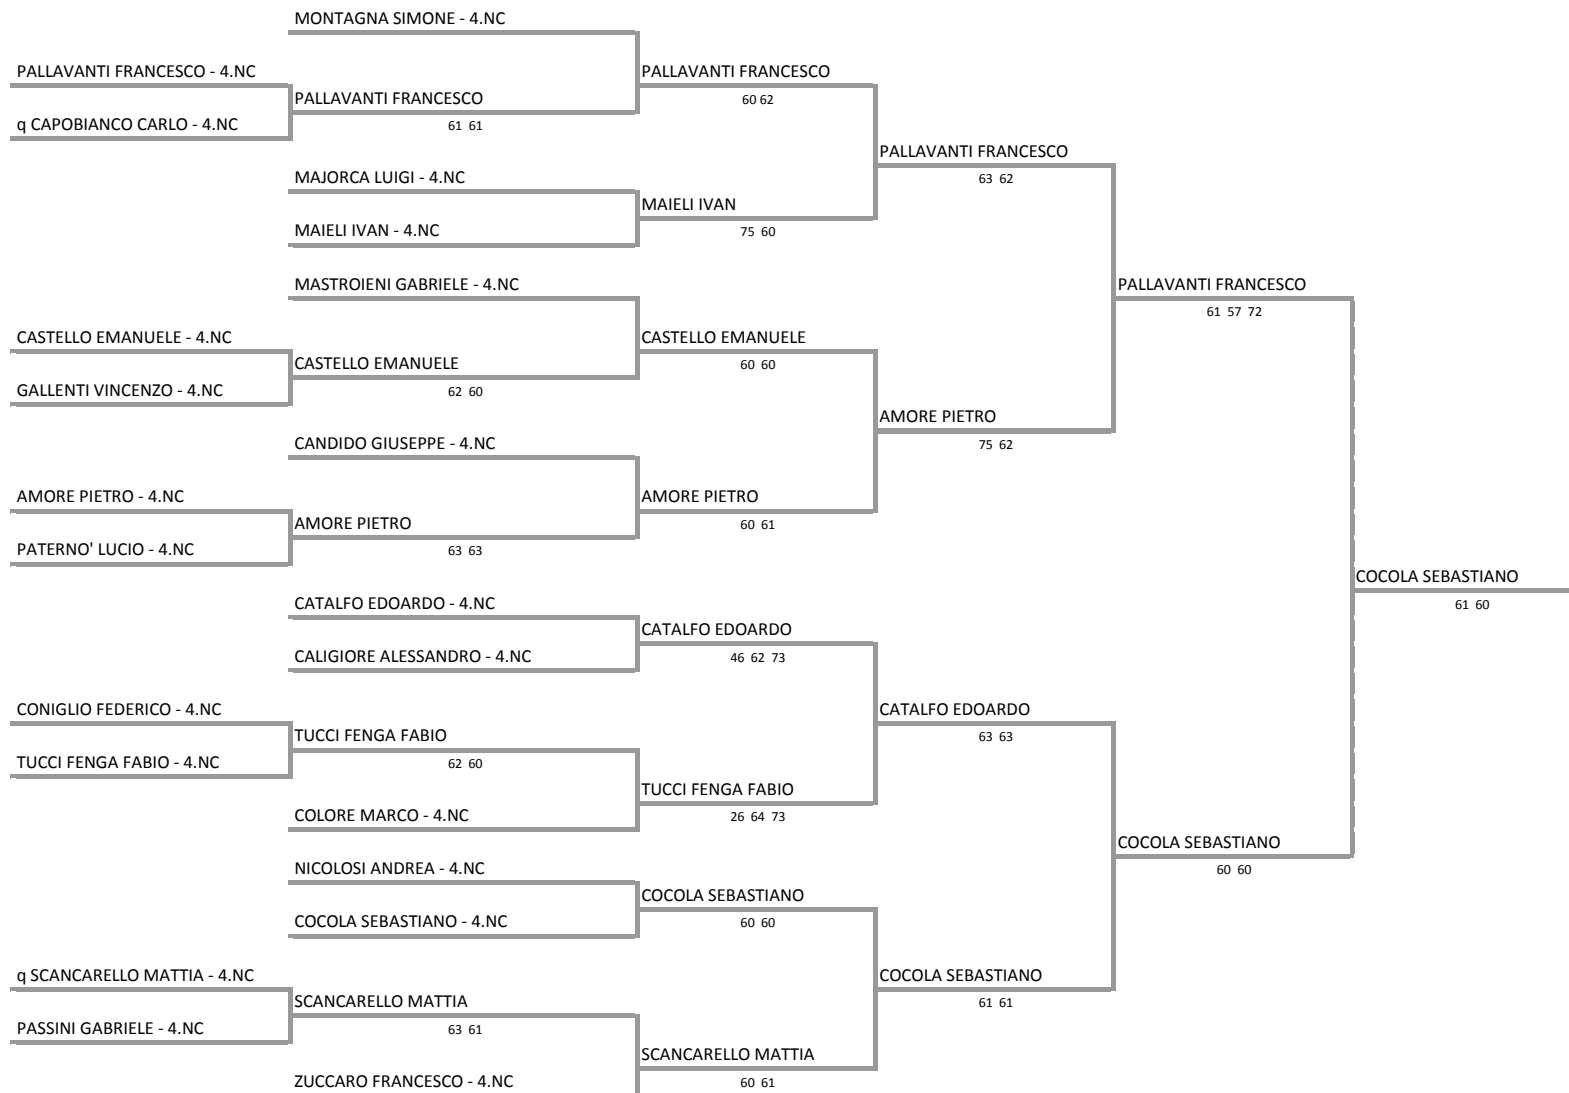 MONTAGNA SIMONE - 4.NC
PALLAVANTI FRANCESCO - 4.NC
PALLAVANTI FRANCESCO
PALLAVANTI FRANCESCO
60 62
q CAPOBIANCO CARLO - 4.NC
61 61
PALLAVANTI FRANCESCO
63 62
MAJORCA LUIGI - 4.NC
MAIELI IVAN
75 60
MAIELI IVAN - 4.NC
MASTROIENI GABRIELE - 4.NC
PALLAVANTI FRANCESCO
61 57 72
CASTELLO EMANUELE - 4.NC
CASTELLO EMANUELE
60 60
CASTELLO EMANUELE
62 60
GALLENTI VINCENZO - 4.NC
AMORE PIETRO
75 62
CANDIDO GIUSEPPE - 4.NC
AMORE PIETRO - 4.NC
AMORE PIETRO
60 61
AMORE PIETRO
63 63
PATERNO' LUCIO - 4.NC
COCOLA SEBASTIANO
61 60
CATALFO EDOARDO - 4.NC
CATALFO EDOARDO
46 62 73
CALIGIORE ALESSANDRO - 4.NC
CONIGLIO FEDERICO - 4.NC
CATALFO EDOARDO
63 63
TUCCI FENGA FABIO
62 60
TUCCI FENGA FABIO - 4.NC
TUCCI FENGA FABIO
26 64 73
COLORE MARCO - 4.NC
COCOLA SEBASTIANO
60 60
NICOLOSI ANDREA - 4.NC
COCOLA SEBASTIANO
60 60
COCOLA SEBASTIANO - 4.NC
q SCANCARELLO MATTIA - 4.NC
COCOLA SEBASTIANO
61 61
SCANCARELLO MATTIA
63 61
PASSINI GABRIELE - 4.NC
SCANCARELLO MATTIA
60 61
ZUCCARO FRANCESCO - 4.NC